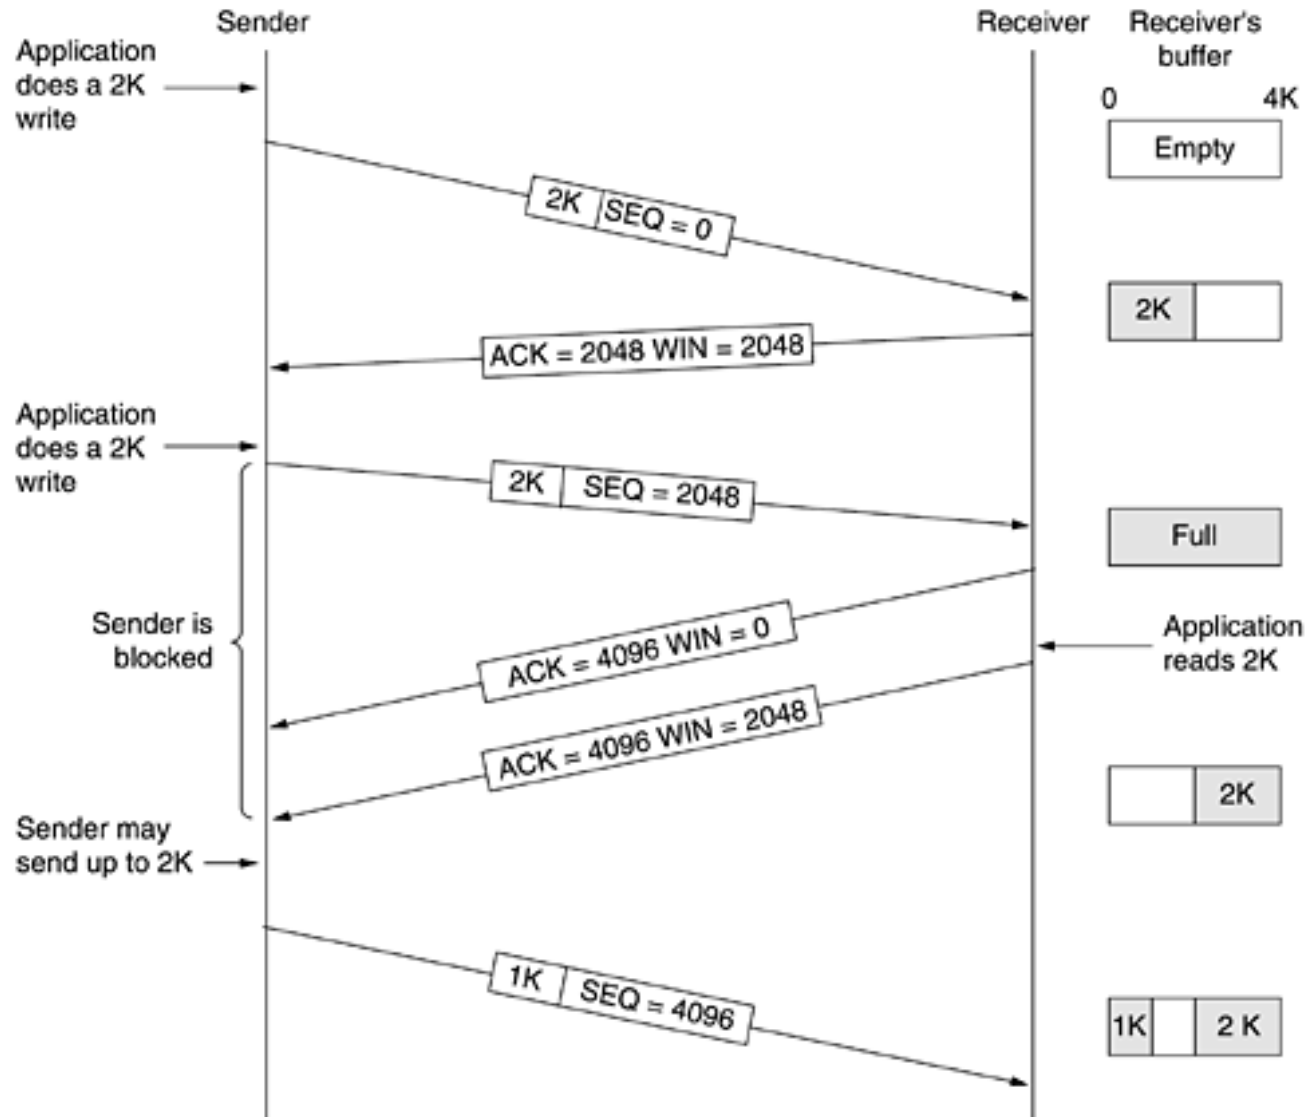 Sender
Receiver
Receiver's
buffer
Application
does a 2K
write
0
4K
Empty
2K
SEQ = 0
2K
ACK = 2048 WIN = 2048
Application
does a 2K
write
2K
SEQ = 2048
Full
Sender is
blocked
ACK = 4096 WIN = 0
Application
reads 2K
ACK = 4096 WIN = 2048
2K
Sender may
send up to 2K
1K
SEQ = 4096
1K
2 K